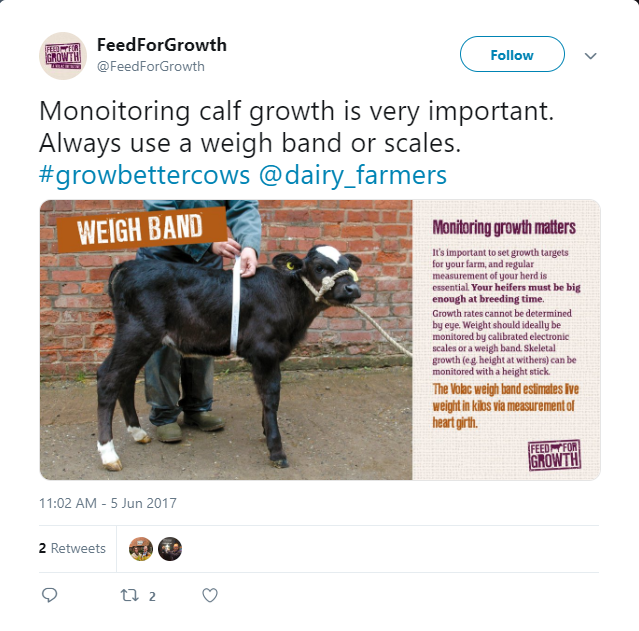 FEED FOR
GROWTH
FeedForGrowth
@FeedForGrowth
Follow
Monoitoring calf growth is very important.
Always use a weigh band or scales.
#growbettercows @dairy_farmers
WEIGH BAND
Monitoring growth matters
It's important to set growth targets
for your farm, and regular
measurement of your herd is
essential. Your heifers must be big
enough at breeding time.
Growth rates cannot be determined
by eye. Weight should ideally be
monitored by calibrated electronic
scales or a weigh band. Skeletal
growth (e.g. height at withers) can be
monitored with a height stick.
The Volac weigh band estimates live
weight in kilos via measurement of
heart girth.
FEED FOR
GROWTH
11:02 AM - 5 Jun 2017
2 Retweets
2